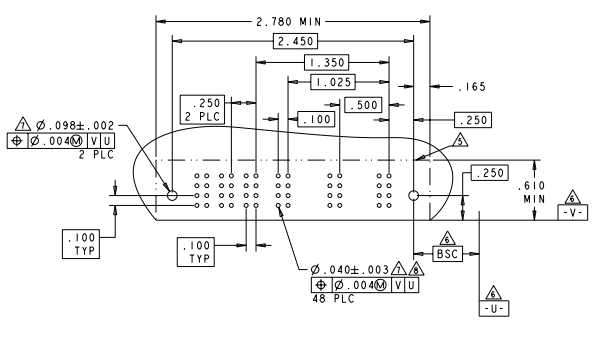 2.780 MIN
2.450
1.350
.165
1.025
.250
2 PLC
.500
.100
.250
7 Ø.098±.002
⌖ Ø.004Ⓜ V U
2 PLC
5
.250
.610
MIN
6
-V-
.100
TYP
.100
TYP
6
BSC
Ø.040±.003 7 8
⌖ Ø.004Ⓜ V U
48 PLC
6
-U-